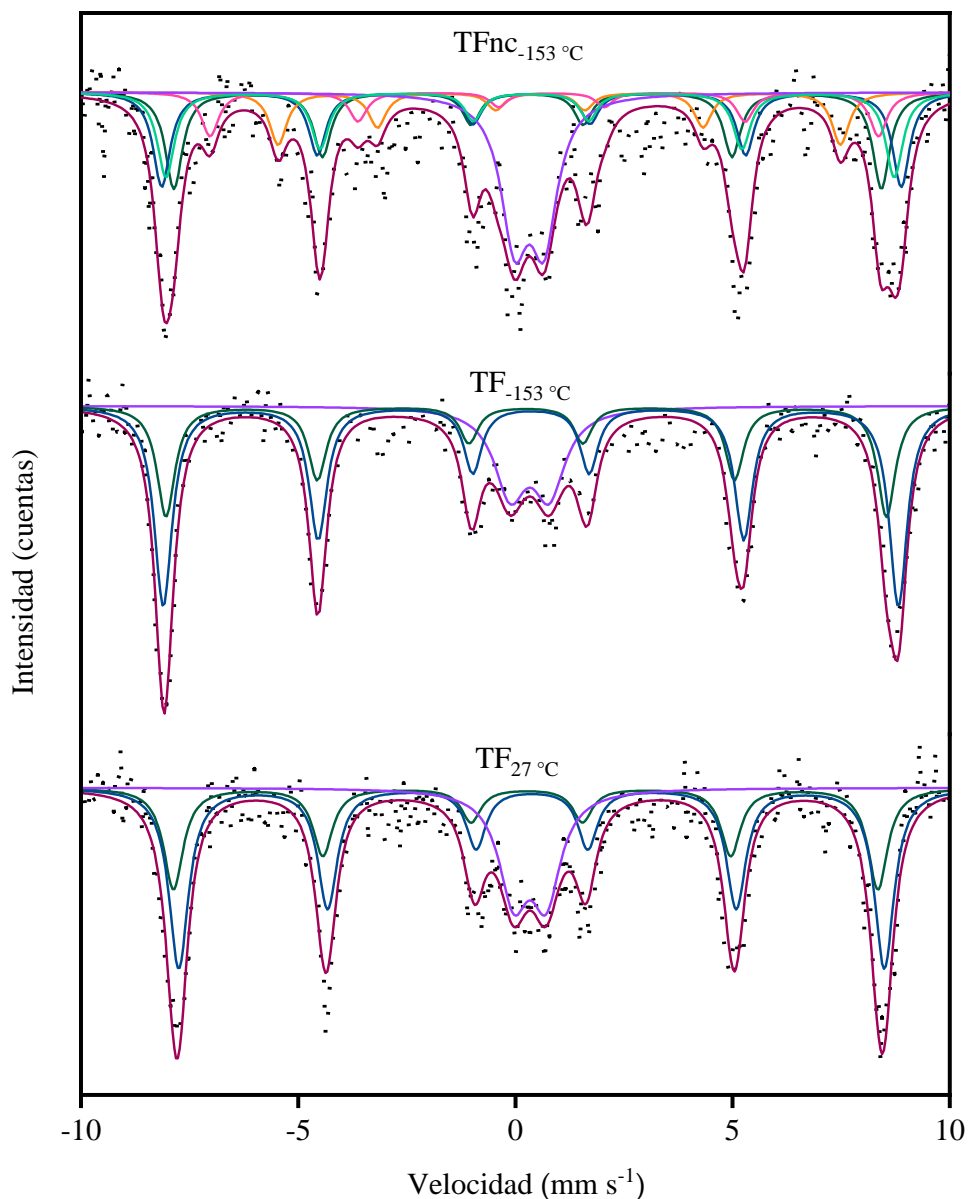 TFnc-153 °C
TF-153 °C
TF27 °C
Intensidad (cuentas)
-10 -5 0 5 10
Velocidad (mm s-1)